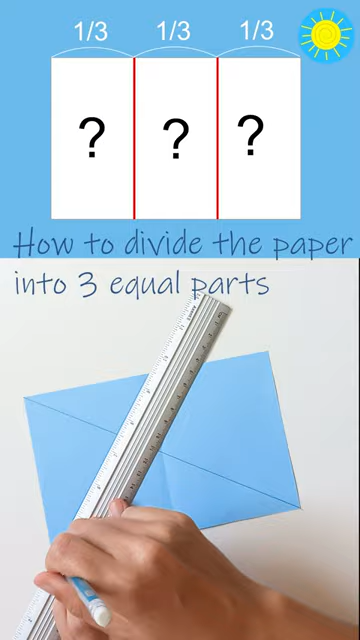 1/3 1/3 1/3
? ? ?
How to divide the paper
into 3 equal parts